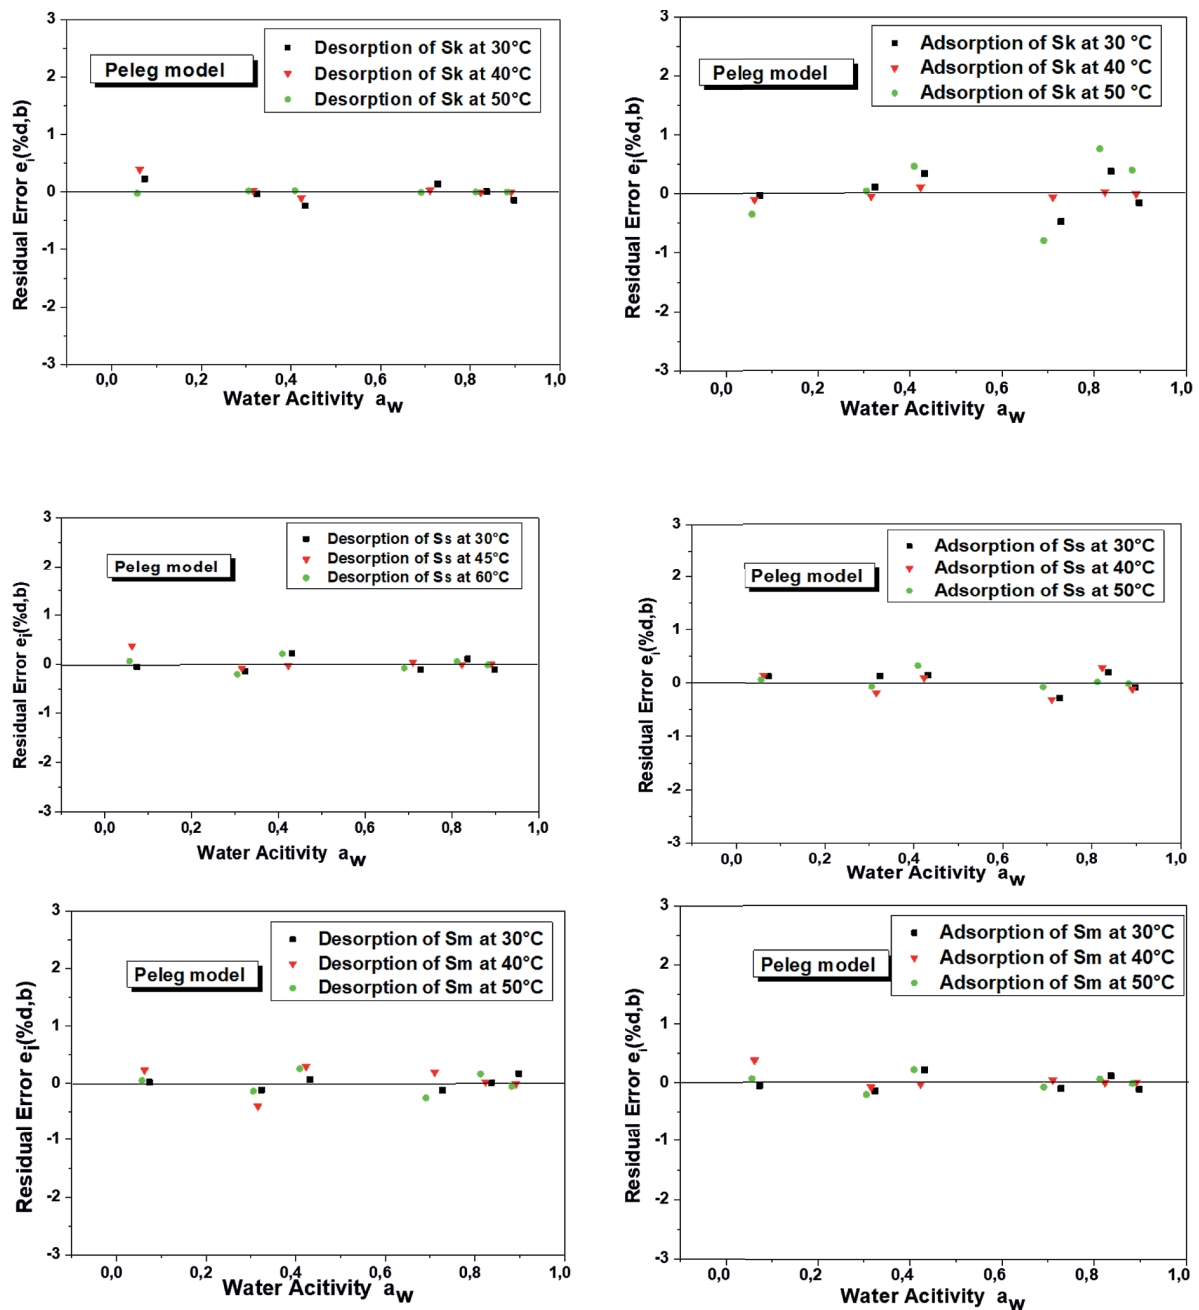 Peleg model
Desorption of Sk at 30°C
Desorption of Sk at 40°C
Desorption of Sk at 50°C
Residual Error ei(%d,b)
3
2
1
0
-1
-2
-3
0,0 0,2 0,4 0,6 0,8 1,0
Water Acitivity aw
Peleg model
Adsorption of Sk at 30 °C
Adsorption of Sk at 40 °C
Adsorption of Sk at 50 °C
Residual Error ei(%d,b)
3
2
1
0
-1
-2
-3
0,0 0,2 0,4 0,6 0,8 1,0
Water Acitivity aw
Peleg model
Desorption of Ss at 30°C
Desorption of Ss at 45°C
Desorption of Ss at 60°C
Residual Error ei(%d,b)
3
2
1
0
-1
-2
-3
0,0 0,2 0,4 0,6 0,8 1,0
Water Acitivity aw
Peleg model
Adsorption of Ss at 30°C
Adsorption of Ss at 40°C
Adsorption of Ss at 50°C
Residual Error ei(%d,b)
3
2
1
0
-1
-2
-3
0,0 0,2 0,4 0,6 0,8 1,0
Water Acitivity aw
Peleg model
Desorption of Sm at 30°C
Desorption of Sm at 40°C
Desorption of Sm at 50°C
Residual Error ei(%d,b)
3
2
1
0
-1
-2
-3
0,0 0,2 0,4 0,6 0,8 1,0
Water Acitivity aw
Peleg model
Adsorption of Sm at 30°C
Adsorption of Sm at 40°C
Adsorption of Sm at 50°C
Residual Error ei(%d,b)
3
2
1
0
-1
-2
-3
0,0 0,2 0,4 0,6 0,8 1,0
Water Acitivity aw